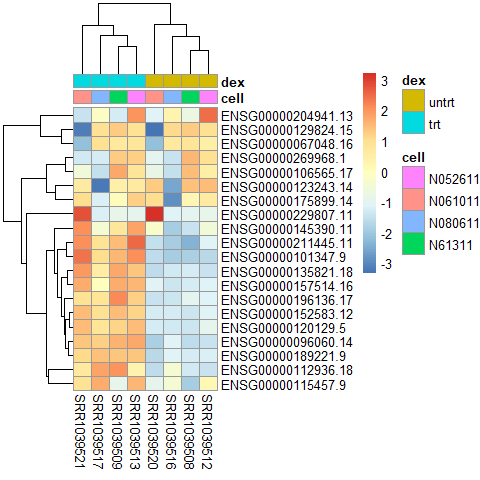 dex
cell
ENSG00000204941.13
ENSG00000129824.15
ENSG00000067048.16
ENSG00000269968.1
ENSG00000106565.17
ENSG00000123243.14
ENSG00000175899.14
ENSG00000229807.11
ENSG00000145390.11
ENSG00000211445.11
ENSG00000101347.9
ENSG00000135821.18
ENSG00000157514.16
ENSG00000196136.17
ENSG00000152583.12
ENSG00000120129.5
ENSG00000096060.14
ENSG00000189221.9
ENSG00000112936.18
ENSG00000115457.9
SRR1039521
SRR1039517
SRR1039509
SRR1039513
SRR1039520
SRR1039516
SRR1039508
SRR1039512
3
2
1
0
-1
-2
-3
dex
untrt
trt
cell
N052611
N061011
N080611
N61311